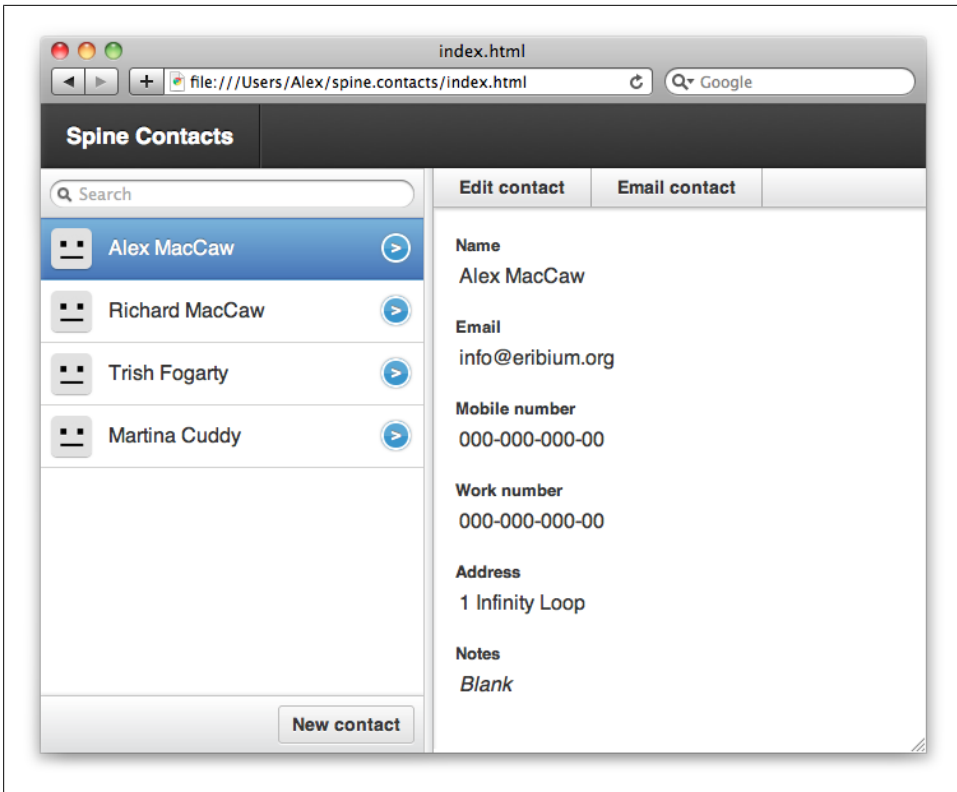 index.html
file:///Users/Alex/spine.contacts/index.html
Google
Spine Contacts
Search
Edit contact
Email contact
Alex MacCaw
>
Richard MacCaw
>
Trish Fogarty
>
Martina Cuddy
>
New contact
Name
Alex MacCaw
Email
info@eribium.org
Mobile number
000-000-000-00
Work number
000-000-000-00
Address
1 Infinity Loop
Notes
Blank